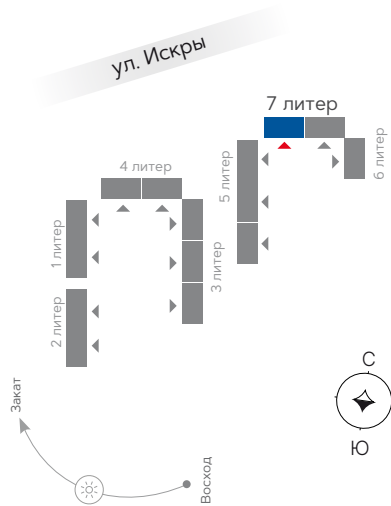 ул. Искры
7 литер
6 литер
5 литер
4 литер
3 литер
1 литер
2 литер
С
Ю
Закат
Восход